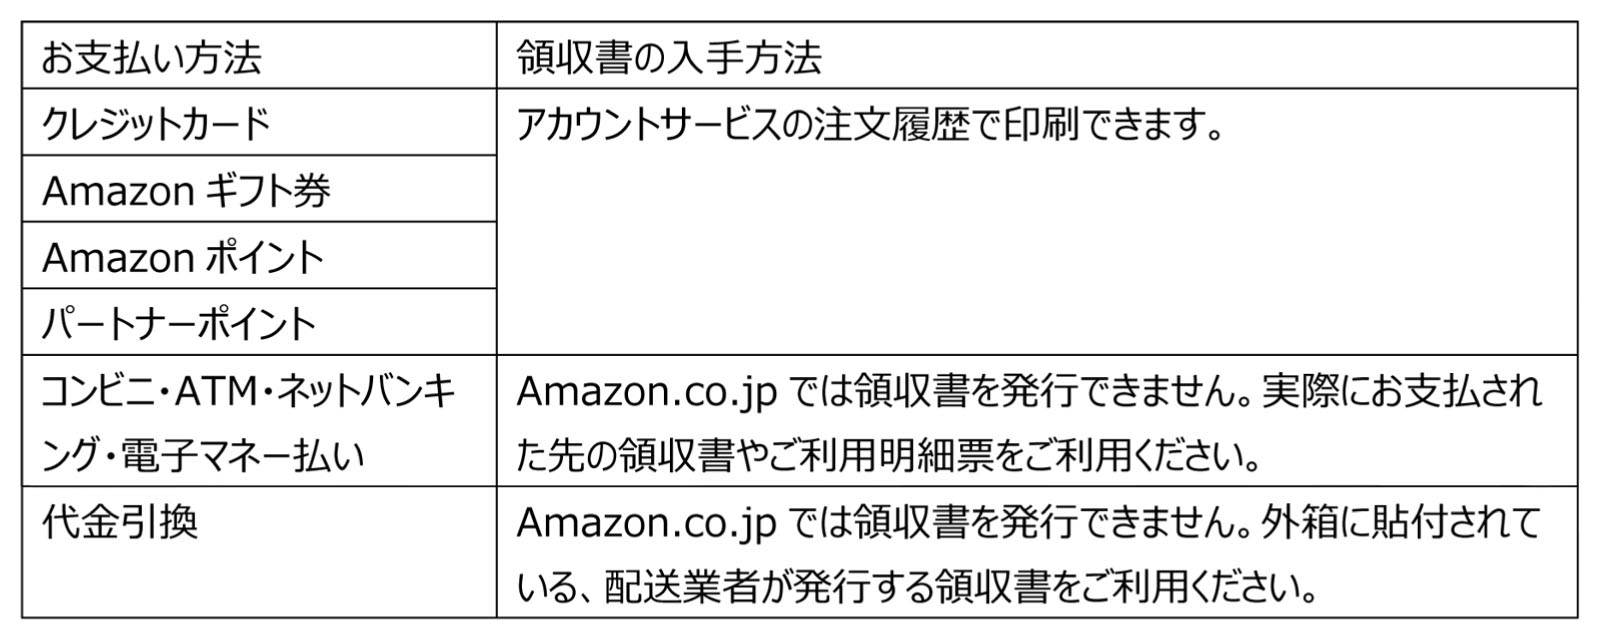 お支払い方法
領収書の入手方法
クレジットカード
アカウントサービスの注文履歴で印刷できます。
Amazon ギフト券
Amazon ポイント
パートナーポイント
コンビニ・ATM・ネットバンキ
ング・電子マネー払い
Amazon.co.jp では領収書を発行できません。実際にお支払され
た先の領収書やご利用明細票をご利用ください。
代金引換
Amazon.co.jp では領収書を発行できません。外箱に貼付されて
いる、配送業者が発行する領収書をご利用ください。